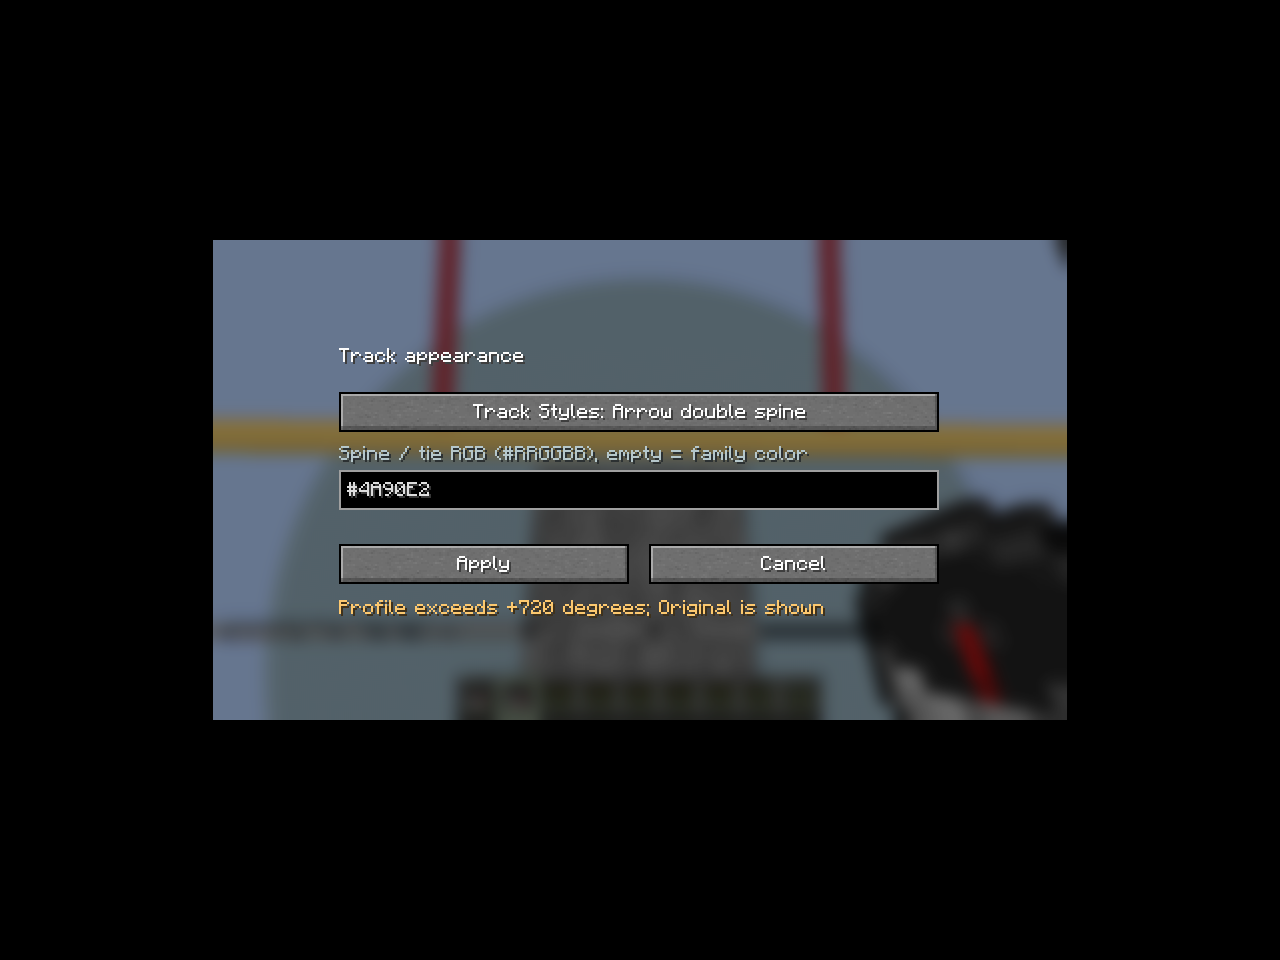 Track appearance
Track Styles: Arrow double spine
Spine / tie RGB (#RRGGBB), empty = family color
#4A90E2
Apply
Cancel
Profile exceeds +720 degrees; Original is shown